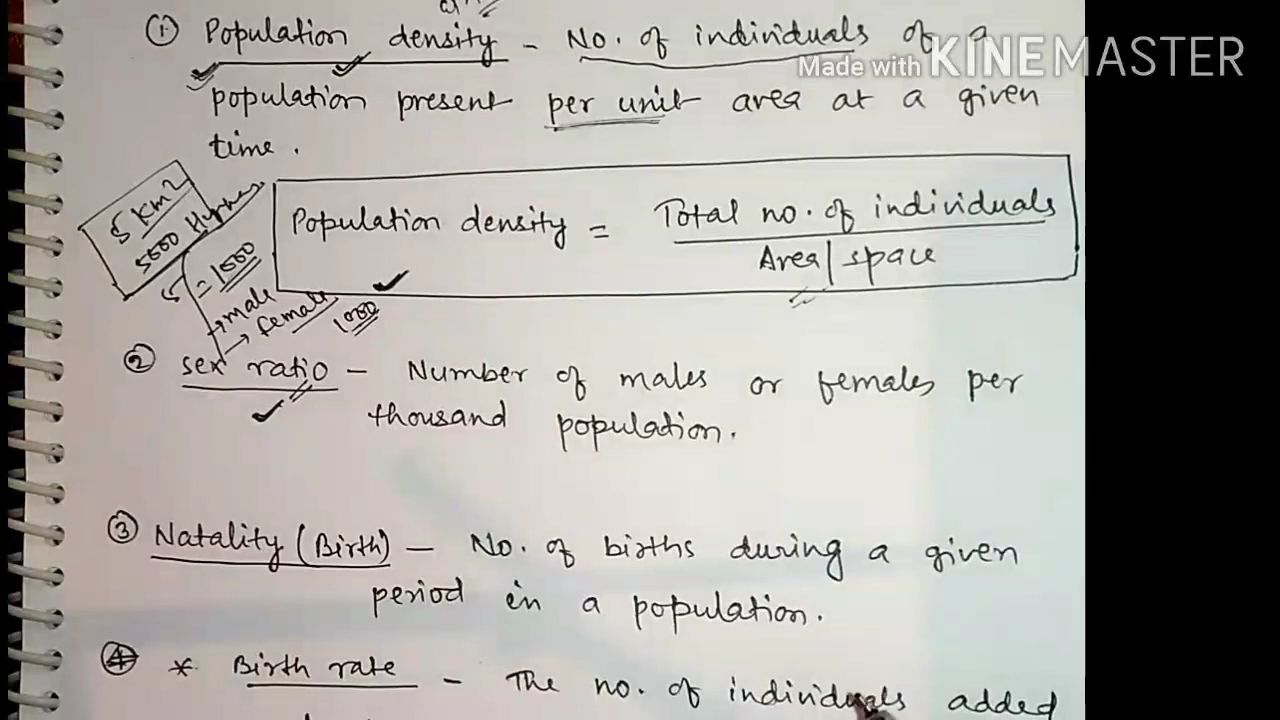 ① Population density - No. of individuals of a
Made with KINEMASTER
population present per unit area at a given
time.
5 Km2
5000
5
= 1000
→ male
→ female
1000
Population density = Total no. of individuals
Area/space
② Sex ratio - Number of males or females per
thousand population.
③ Natality (Birth) - No. of births during a given
period in a population.
④ * Birth rate - The no. of individuals added